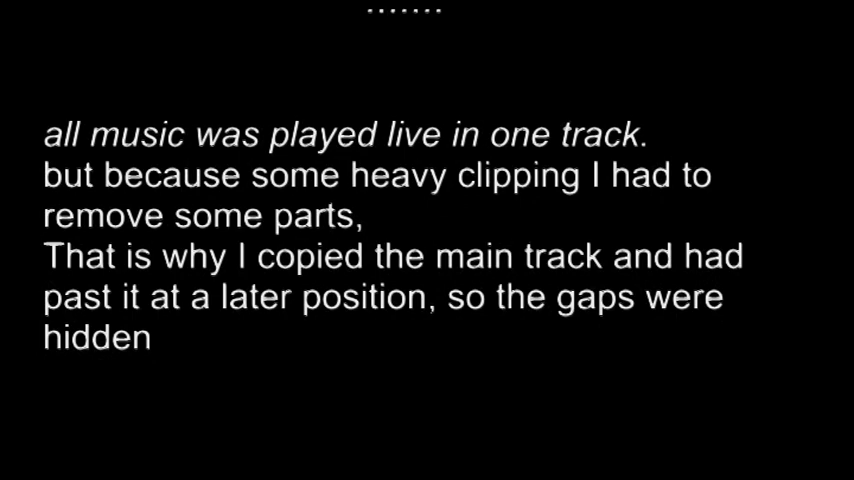 .......
all music was played live in one track.
but because some heavy clipping I had to
remove some parts,
That is why I copied the main track and had
past it at a later position, so the gaps were
hidden